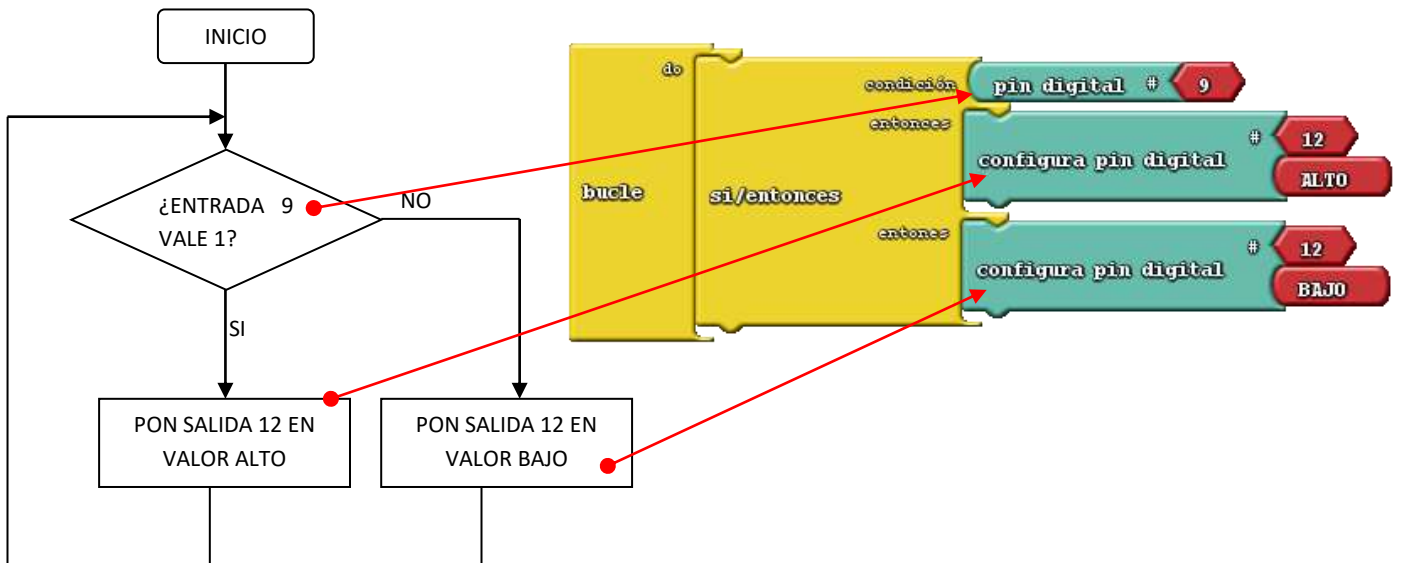 INICIO
¿ENTRADA 9
VALE 1?
NO
SI
PON SALIDA 12 EN
VALOR ALTO
PON SALIDA 12 EN
VALOR BAJO
bucle
do
si/entonces
condición
pin digital # 9
entonces
configura pin digital
# 12
ALTO
entones
configura pin digital
# 12
BAJO